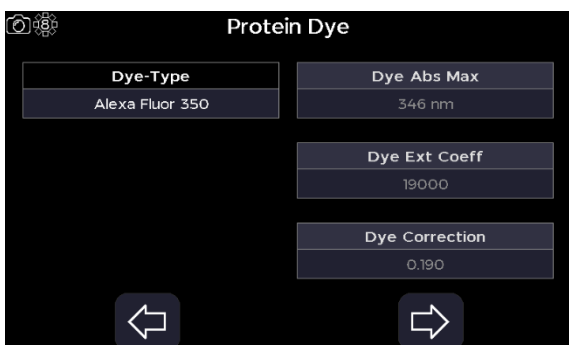 8
Protein Dye
Dye-Type
Alexa Fluor 350
Dye Abs Max
346 nm
Dye Ext Coeff
19000
Dye Correction
0.190